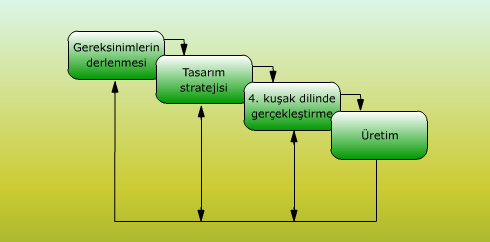 Gereksinimlerin
derlenmesi
Tasarım
stratejisi
4. kuşak dilinde
gerçekleştirme
Üretim